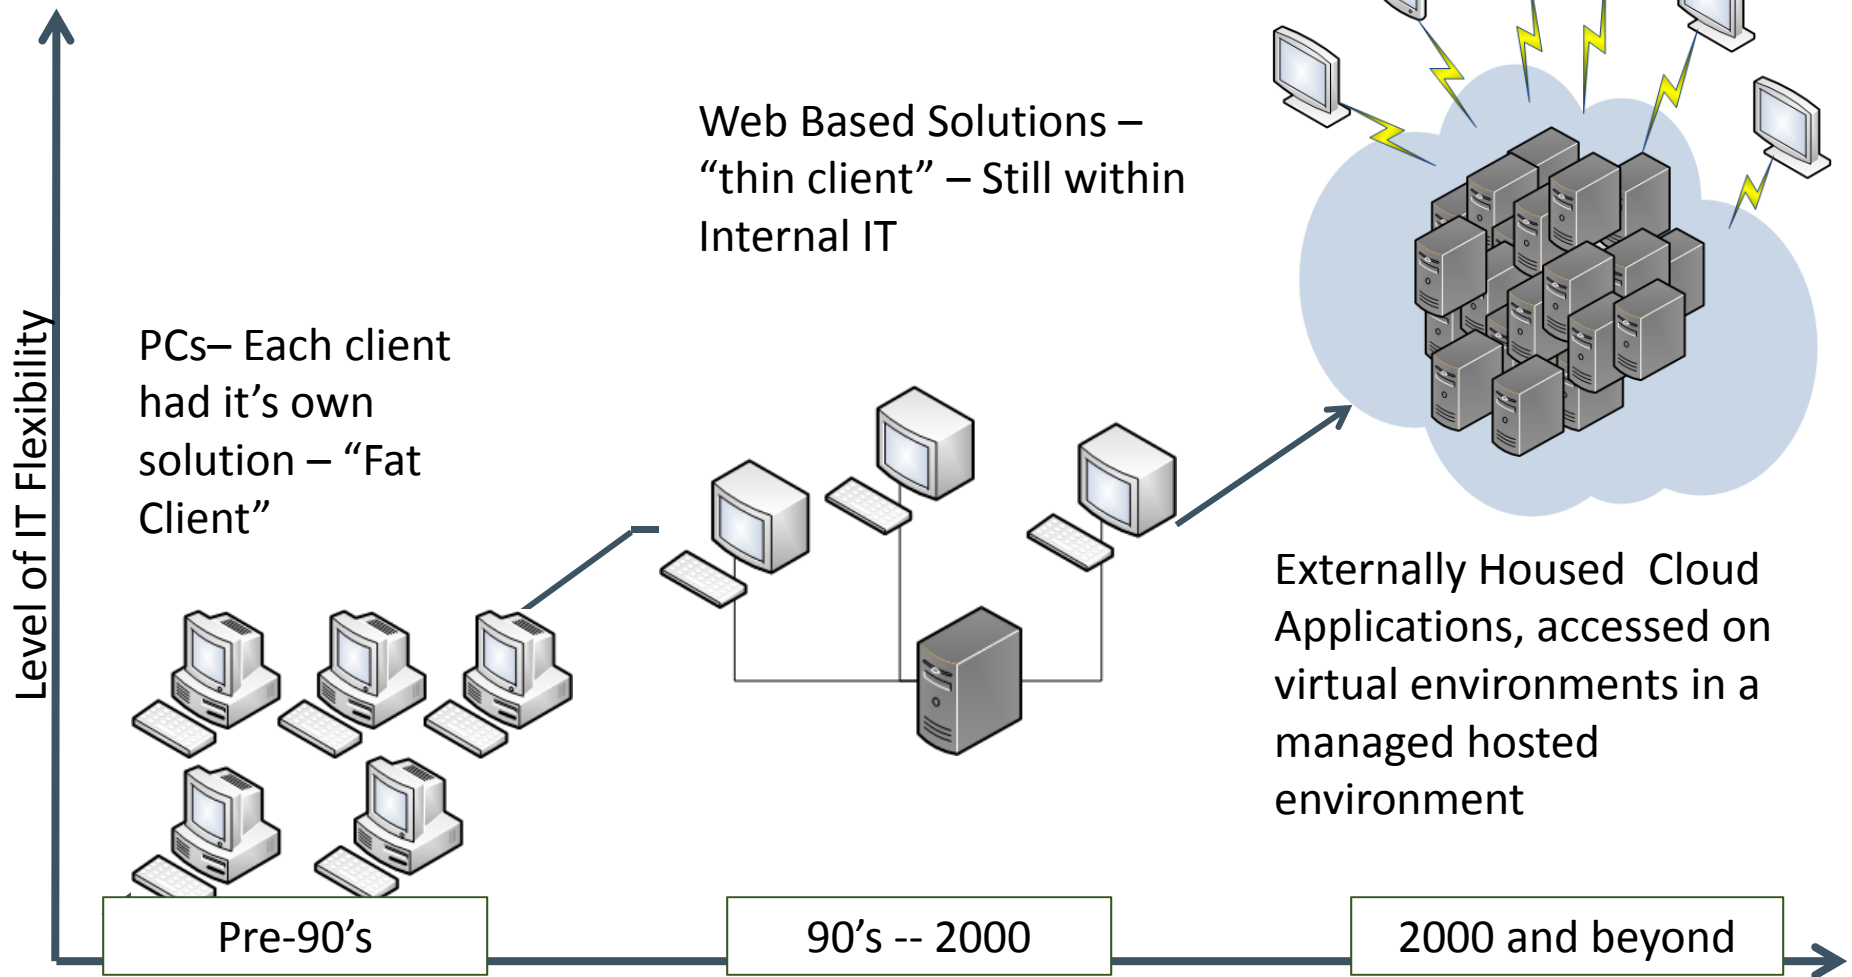 Level of IT Flexibility
PCs– Each client
had it’s own
solution – “Fat
Client”
Web Based Solutions –
“thin client” – Still within
Internal IT
Externally Housed  Cloud
Applications, accessed on
virtual environments in a
managed hosted
environment
Pre-90’s
90’s -- 2000
2000 and beyond